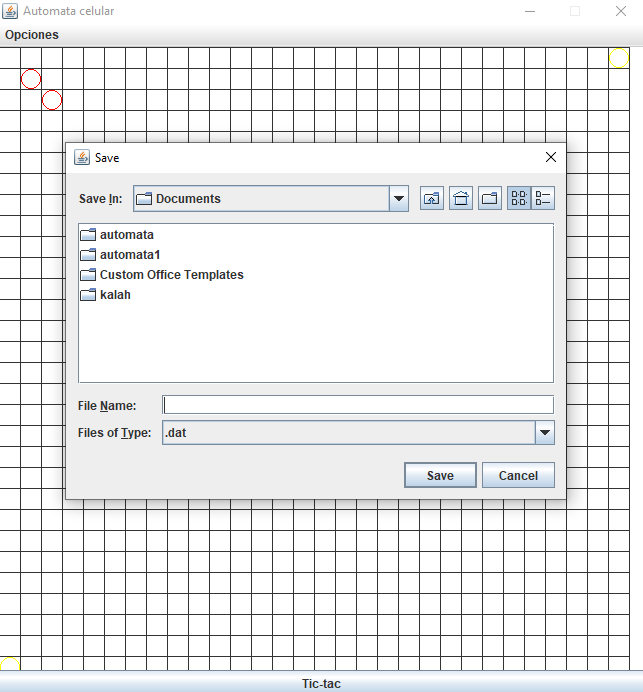 Automata celular
Opciones
Save
Save In: Documents
automata
automata1
Custom Office Templates
kalah
File Name:
Files of Type: .dat
Save Cancel
Tic-tac